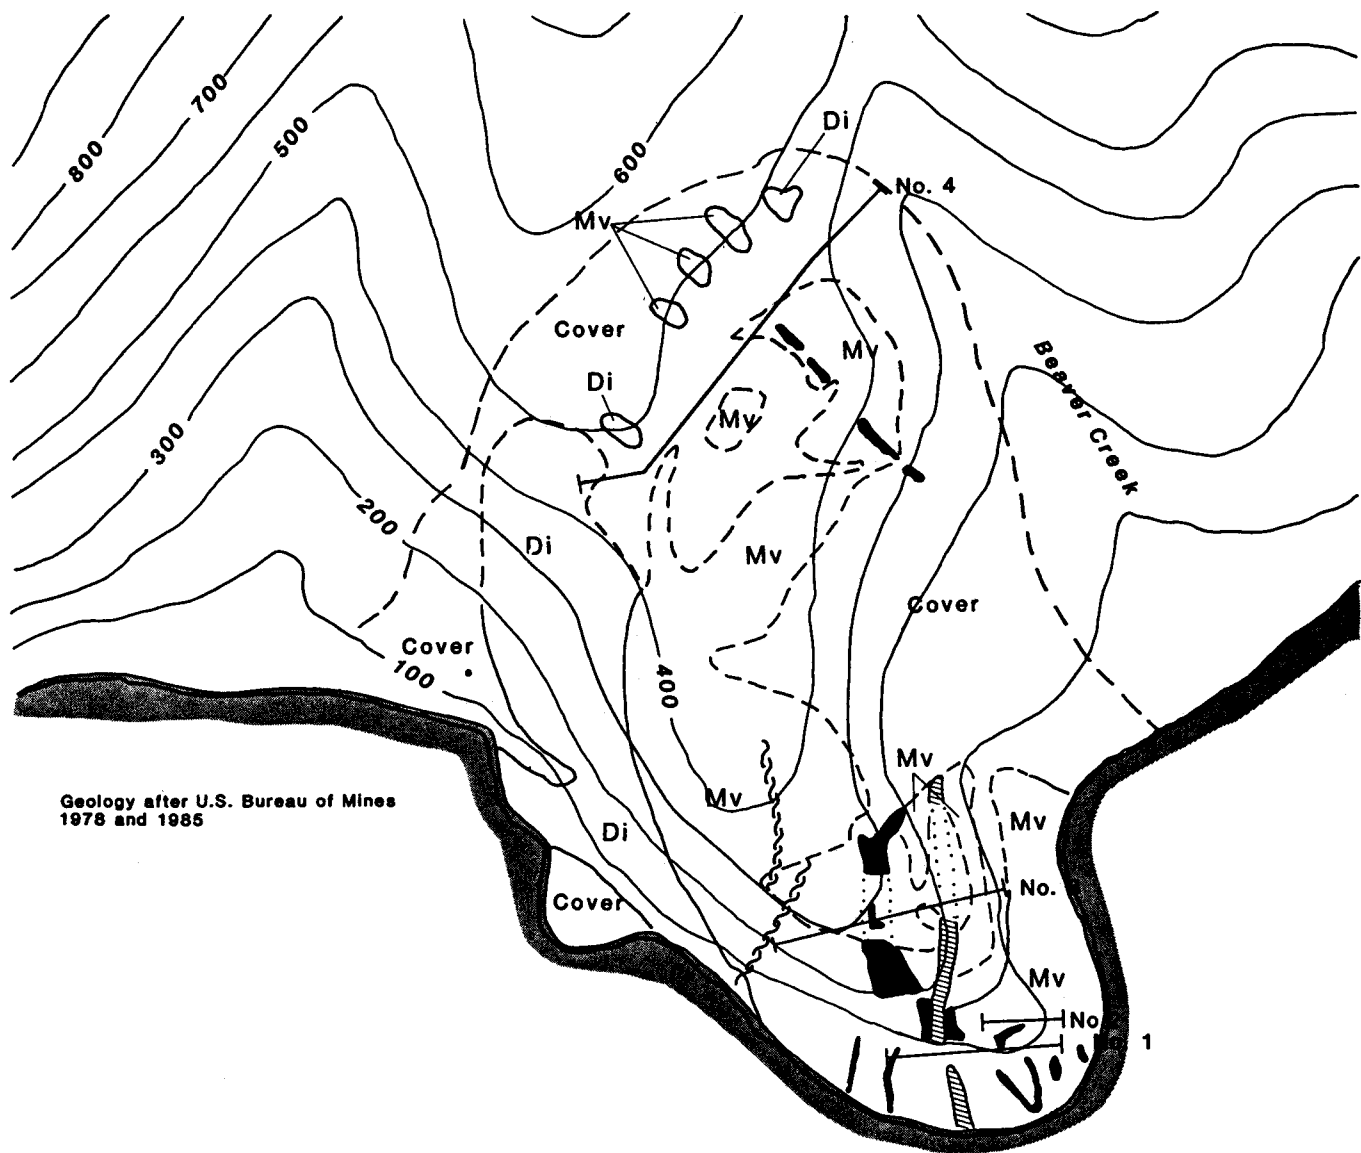 700
800
500
600
Di
No. 4
Mv
Cover
Mv
Beaver Creek
Di
Mv
300
200
Di
Mv
Cover
Cover
100
400
Mv
Mv
Geology after U.S. Bureau of Mines
1978 and 1985
Mv
Di
No.
Cover
Mv
No
1